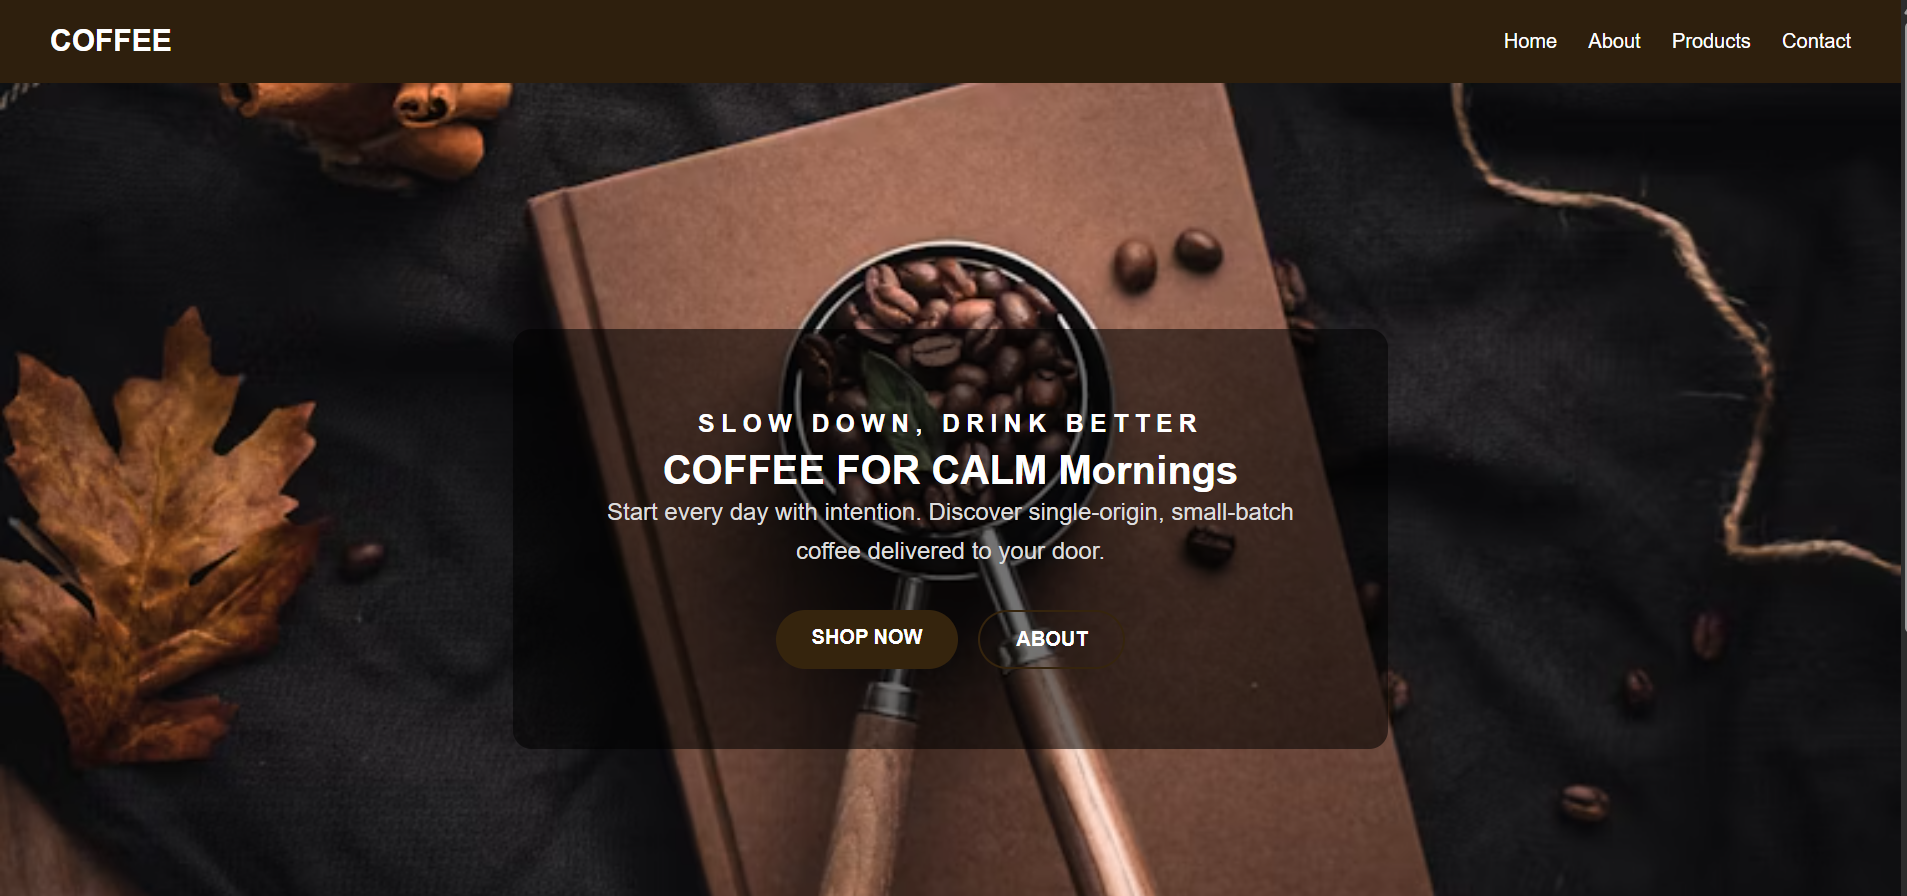 COFFEE
Home About Products Contact
SLOW DOWN, DRINK BETTER
COFFEE FOR CALM Mornings
Start every day with intention. Discover single-origin, small-batch
coffee delivered to your door.
SHOP NOW ABOUT